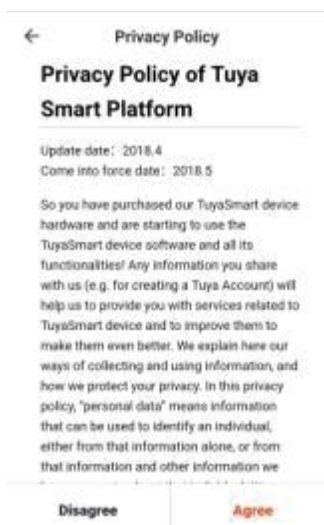 Privacy Policy
Privacy Policy of Tuya
Smart Platform
Update date：2018.4
Come into force date：2018.5
So you have purchased our TuyaSmart device
hardware and are starting to use the
TuyaSmart device software and all its
functionalities! Any information you share
with us (e.g. for creating a Tuya Account) will
help us to provide you with services related to
TuyaSmart device and to improve them to
make them even better. We explain here our
ways of collecting and using information, and
how we protect your privacy. In this privacy
policy, "personal data" means information
that can be used to identify an individual,
either from that information alone, or from
that information and other information we
Disagree
Agree